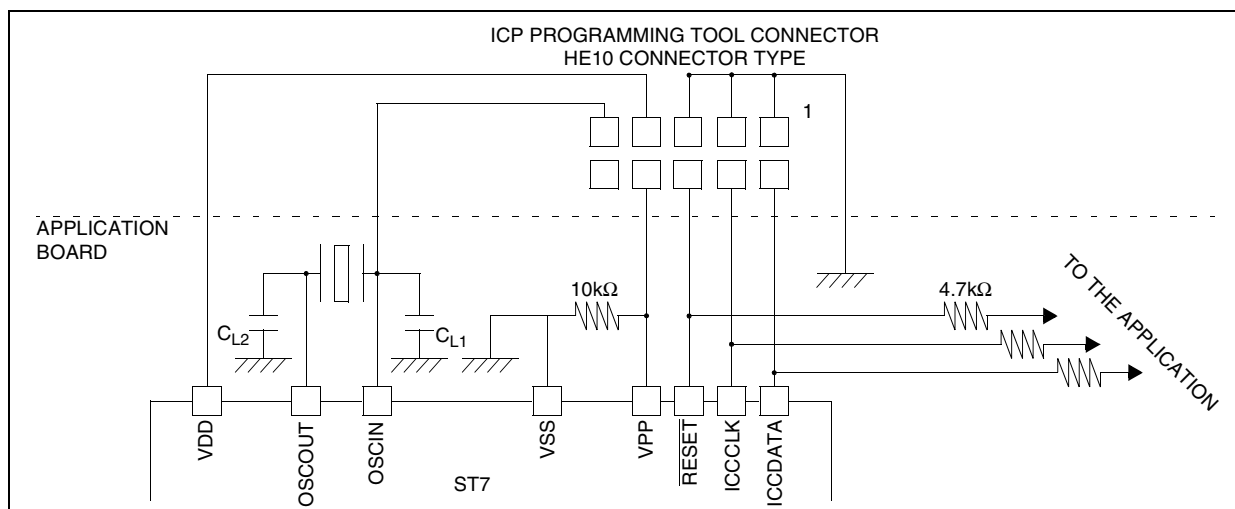 ICP PROGRAMMING TOOL CONNECTOR
HE10 CONNECTOR TYPE
1
APPLICATION
BOARD
10kΩ
4.7kΩ
TO THE APPLICATION
CL2
CL1
VDD
OSCOUT
OSCIN
VSS
VPP
RESET
ICCCLK
ICCDATA
ST7